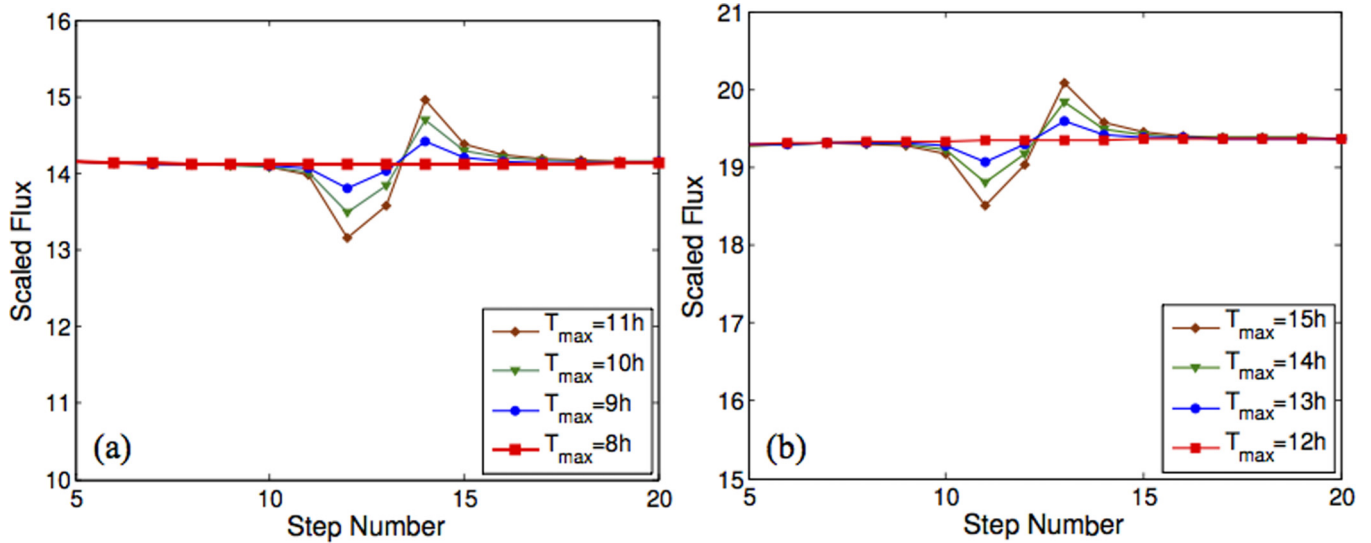 16
15
14
13
12
11
10
Scaled Flux
T_max=11h
T_max=10h
T_max=9h
T_max=8h
(a)
5 10 15 20
Step Number
21
20
19
18
17
16
15
Scaled Flux
T_max=15h
T_max=14h
T_max=13h
T_max=12h
(b)
5 10 15 20
Step Number